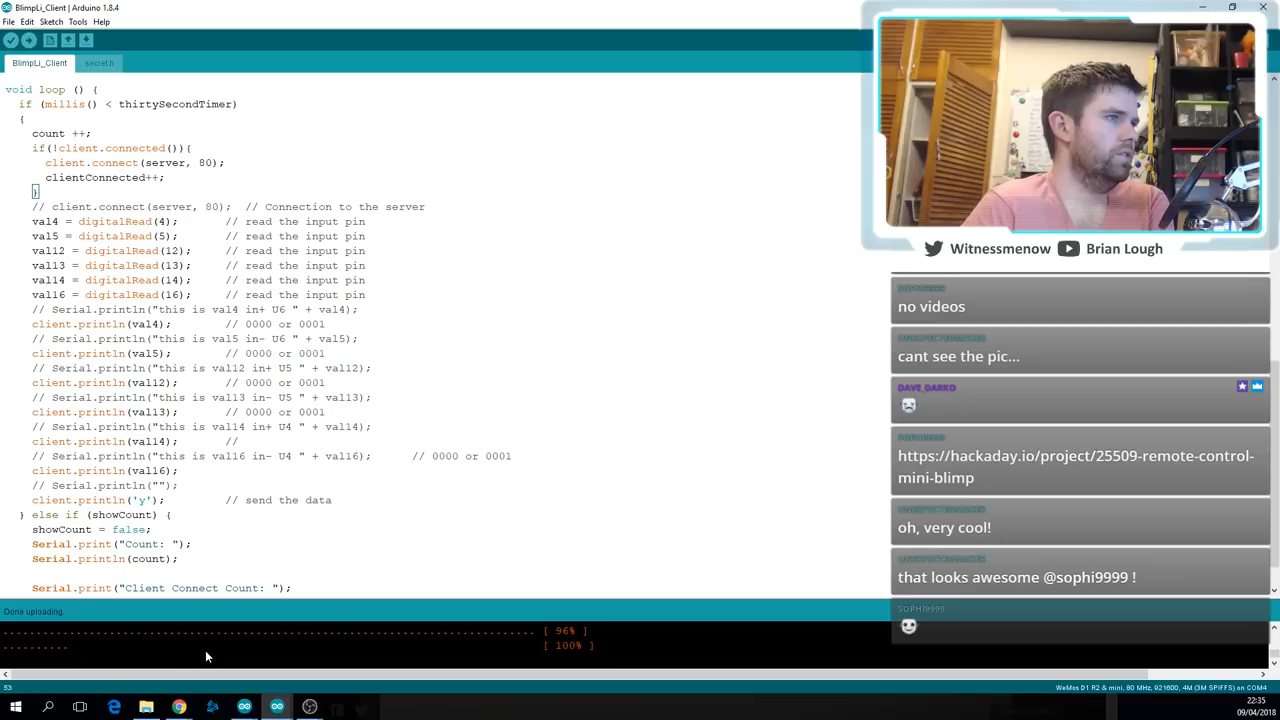 BlimpLi_Client | Arduino 1.8.4
File Edit Sketch Tools Help
BlimpLi_Client secret.h
void loop () {
if (millis() < thirtySecondTimer)
{
count ++;
if(!client.connected()){
client.connect(server, 80);
clientConnected++;
}
// client.connect(server, 80); // Connection to the server
val4 = digitalRead(4); // read the input pin
val5 = digitalRead(5); // read the input pin
val12 = digitalRead(12); // read the input pin
val13 = digitalRead(13); // read the input pin
val14 = digitalRead(14); // read the input pin
val16 = digitalRead(16); // read the input pin
// Serial.println("this is val4 in+ U6 " + val4);
client.println(val4); // 0000 or 0001
// Serial.println("this is val5 in- U6 " + val5);
client.println(val5); // 0000 or 0001
// Serial.println("this is val12 in+ U5 " + val12);
client.println(val12); // 0000 or 0001
// Serial.println("this is val13 in- U5 " + val13);
client.println(val13); // 0000 or 0001
// Serial.println("this is val14 in+ U4 " + val14);
client.println(val14); //
// Serial.println("this is val16 in- U4 " + val16); // 0000 or 0001
client.println(val16);
// Serial.println("");
client.println('y'); // send the data
} else if (showCount) {
showCount = false;
Serial.print("Count: ");
Serial.println(count);
Serial.print("Client Connect Count: ");
Done uploading.
................................................................................ [ 96% ]
.......... [ 100% ]
53
WeMos D1 R2 & mini, 80 MHz, 921600, 4M (3M SPIFFS) on COM4
22:35
09/04/2018
Witnessmenow Brian Lough
SOPHI9999
no videos
cant see the pic...
DAVE_DARKO
SOPHI9999
https://hackaday.io/project/25509-remote-control-
mini-blimp
oh, very cool!
that looks awesome @sophi9999 !
SOPHI9999